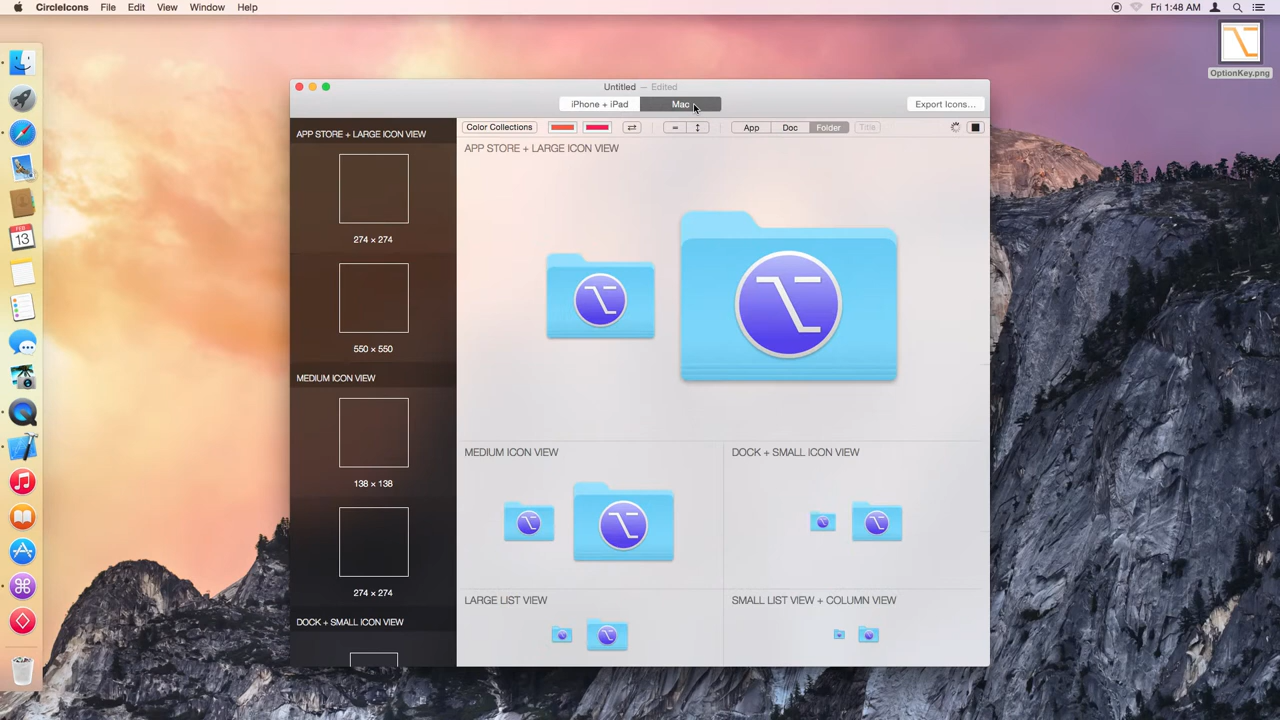 CircleIcons File Edit View Window Help Fri 1:48 AM
OptionKey.png
Untitled — Edited
iPhone + iPad Mac Export Icons...
Color Collections App Doc Folder Title
APP STORE + LARGE ICON VIEW
274 × 274
550 × 550
MEDIUM ICON VIEW
138 × 138
274 × 274
DOCK + SMALL ICON VIEW
APP STORE + LARGE ICON VIEW
MEDIUM ICON VIEW
DOCK + SMALL ICON VIEW
LARGE LIST VIEW
SMALL LIST VIEW + COLUMN VIEW
FEB
13